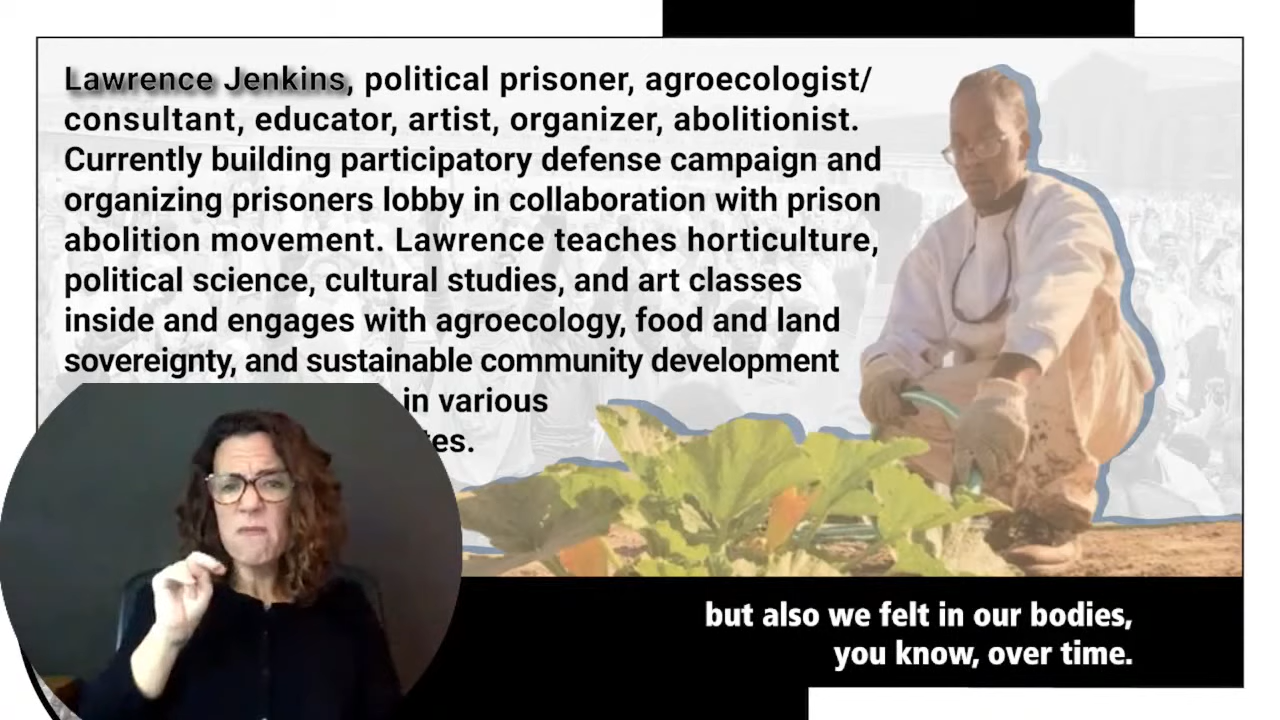 Lawrence Jenkins, political prisoner, agroecologist/
consultant, educator, artist, organizer, abolitionist.
Currently building participatory defense campaign and
organizing prisoners lobby in collaboration with prison
abolition movement. Lawrence teaches horticulture,
political science, cultural studies, and art classes
inside and engages with agroecology, food and land
sovereignty, and sustainable community development
in various
but also we felt in our bodies,
you know, over time.